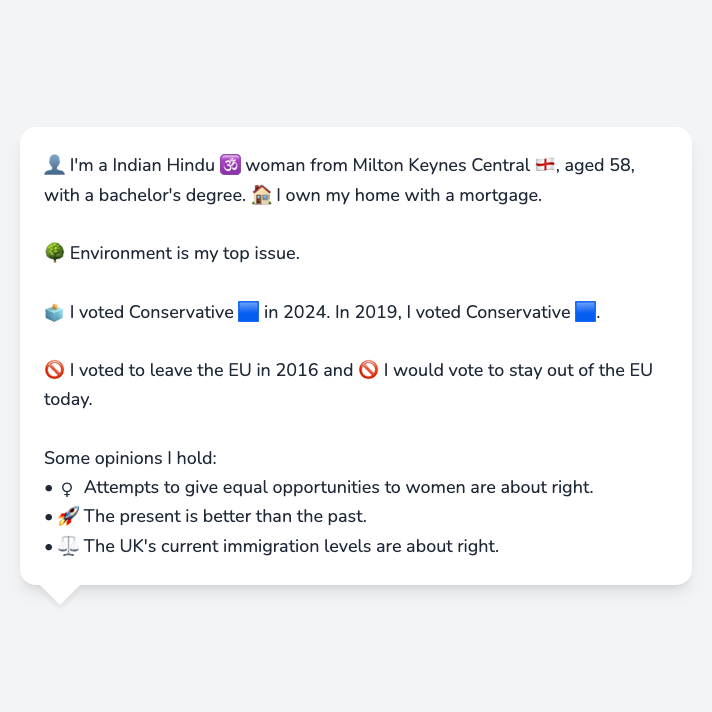 👤 I'm a Indian Hindu 🕉️ woman from Milton Keynes Central 🏴󠁧󠁢󠁥󠁮󠁧󠁿, aged 58,
with a bachelor's degree. 🏠 I own my home with a mortgage.
🌳 Environment is my top issue.
🗳️ I voted Conservative 🟦 in 2024. In 2019, I voted Conservative 🟦.
🚫 I voted to leave the EU in 2016 and 🚫 I would vote to stay out of the EU
today.
Some opinions I hold:
• ♀️ Attempts to give equal opportunities to women are about right.
• 🚀 The present is better than the past.
• ⚖️ The UK's current immigration levels are about right.